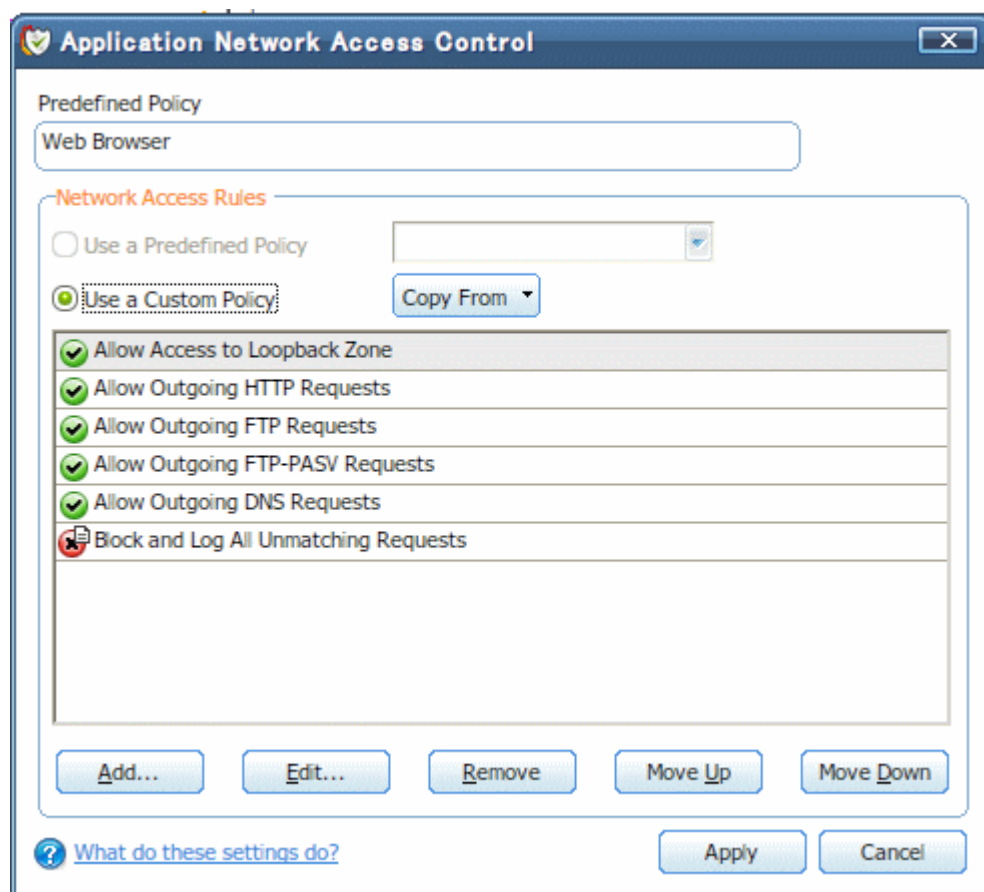 Application Network Access Control
Predefined Policy
Web Browser
Network Access Rules
Use a Predefined Policy
Use a Custom Policy
Copy From
Allow Access to Loopback Zone
Allow Outgoing HTTP Requests
Allow Outgoing FTP Requests
Allow Outgoing FTP-PASV Requests
Allow Outgoing DNS Requests
Block and Log All Unmatching Requests
Add... Edit... Remove Move Up Move Down
What do these settings do? Apply Cancel